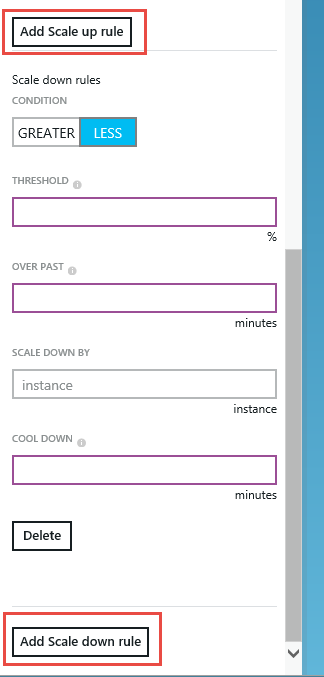 Add Scale up rule
Scale down rules
CONDITION
GREATER LESS
THRESHOLD
%
OVER PAST
minutes
SCALE DOWN BY
instance
instance
COOL DOWN
minutes
Delete
Add Scale down rule